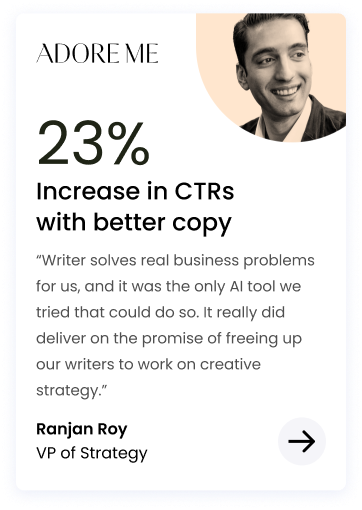 ADORE ME
23%
Increase in CTRs
with better copy
“Writer solves real business problems
for us, and it was the only AI tool we
tried that could do so. It really did
deliver on the promise of freeing up
our writers to work on creative
strategy.”
Ranjan Roy
VP of Strategy